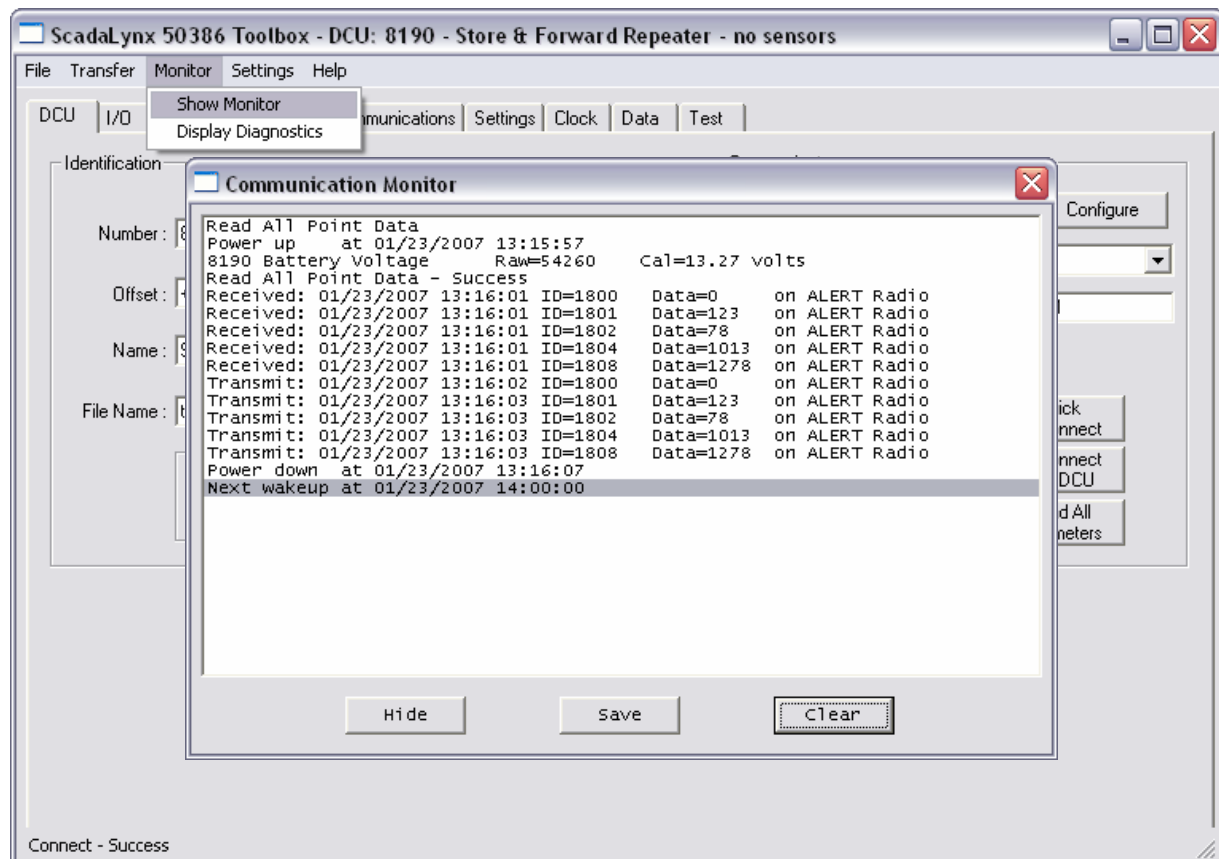 ScadaLynx 50386 Toolbox - DCU: 8190 - Store & Forward Repeater - no sensors
File Transfer Monitor Settings Help
Show Monitor
Display Diagnostics
DCU I/O Settings Clock Data Test
Identification
Number :
Offset :
Name :
File Name :
Configure
Communication Monitor
Read All Point Data
Power up at 01/23/2007 13:15:57
8190 Battery Voltage Raw=54260 Cal=13.27 volts
Read All Point Data - Success
Received: 01/23/2007 13:16:01 ID=1800 Data=0 on ALERT Radio
Received: 01/23/2007 13:16:01 ID=1801 Data=123 on ALERT Radio
Received: 01/23/2007 13:16:01 ID=1802 Data=78 on ALERT Radio
Received: 01/23/2007 13:16:01 ID=1804 Data=1013 on ALERT Radio
Received: 01/23/2007 13:16:01 ID=1808 Data=1278 on ALERT Radio
Transmit: 01/23/2007 13:16:02 ID=1800 Data=0 on ALERT Radio
Transmit: 01/23/2007 13:16:03 ID=1801 Data=123 on ALERT Radio
Transmit: 01/23/2007 13:16:03 ID=1802 Data=78 on ALERT Radio
Transmit: 01/23/2007 13:16:03 ID=1804 Data=1013 on ALERT Radio
Transmit: 01/23/2007 13:16:03 ID=1808 Data=1278 on ALERT Radio
Power down at 01/23/2007 13:16:07
Next wakeup at 01/23/2007 14:00:00
DCU
d All
Hide Save Clear
Connect - Success